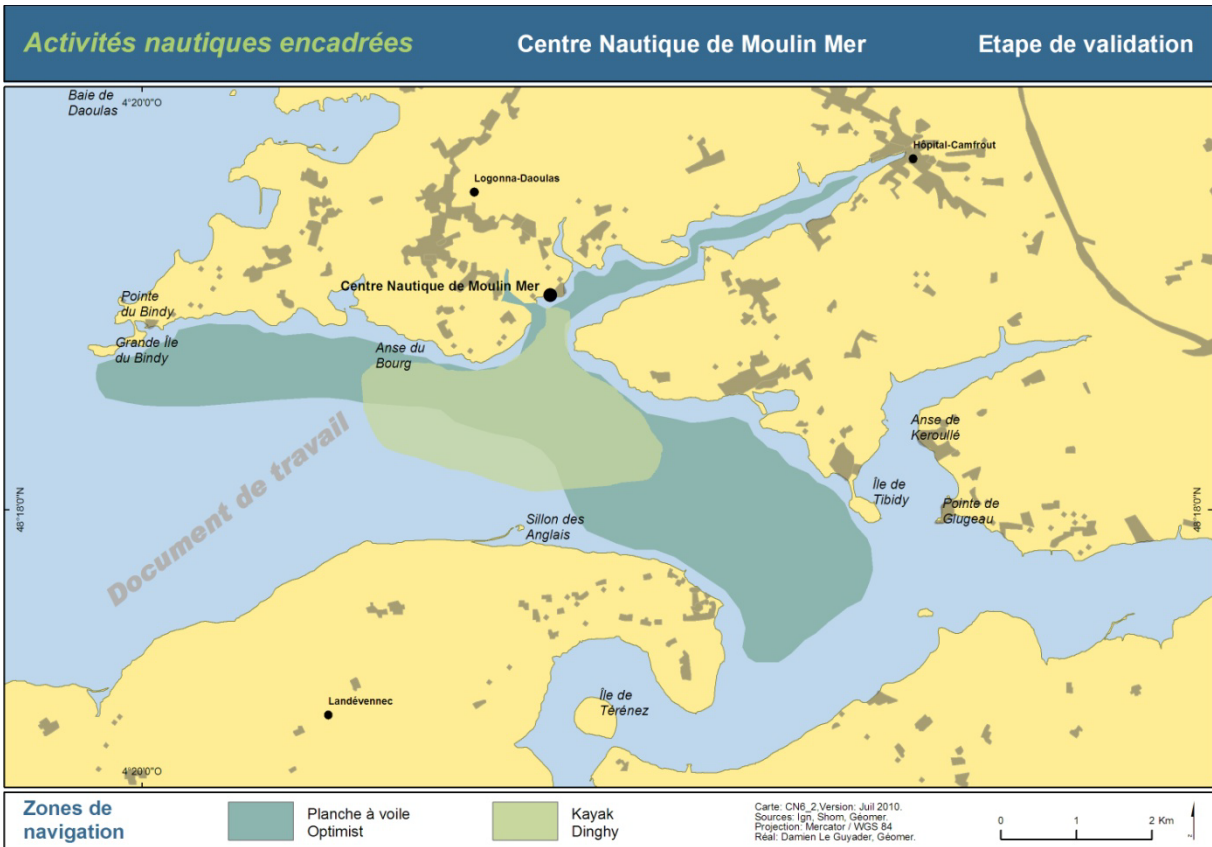 Activités nautiques encadrées
Centre Nautique de Moulin Mer
Etape de validation
Baie de
Daoulas
4°20'0"O
Hôpital-Camfrout
Logonna-Daoulas
Centre Nautique de Moulin Mer
Pointe
du Bindy
Grande Île
du Bindy
Anse du
Bourg
Anse de
Keroullé
Document de travail
Île de
Tibidy
Pointe de
Glugeau
48°18'0"N
48°18'0"N
Sillon des
Anglais
Landévennec
Île de
Térénez
4°20'0"O
Zones de
navigation
Planche à voile
Optimist
Kayak
Dinghy
Carte: CN6_2,Version: Juil 2010.
Sources: Ign, Shom, Géomer.
Projection: Mercator / WGS 84
Réal: Damien Le Guyader, Géomer.
0 1 2 Km
z